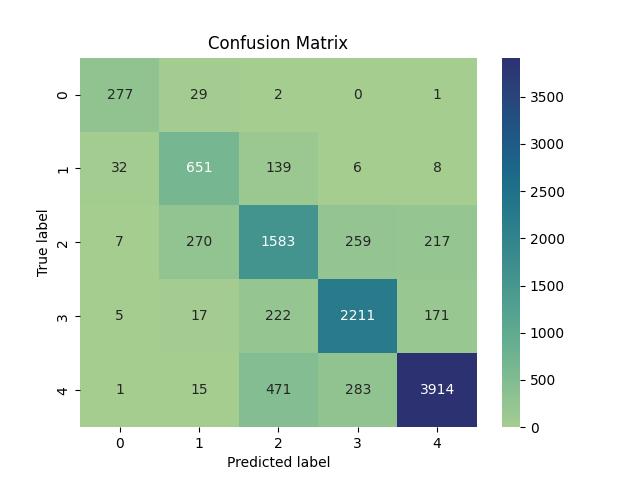 Confusion Matrix
True label
0 277 29 2 0 1
1 32 651 139 6 8
2 7 270 1583 259 217
3 5 17 222 2211 171
4 1 15 471 283 3914
0 1 2 3 4
Predicted label
3500
3000
2500
2000
1500
1000
500
0